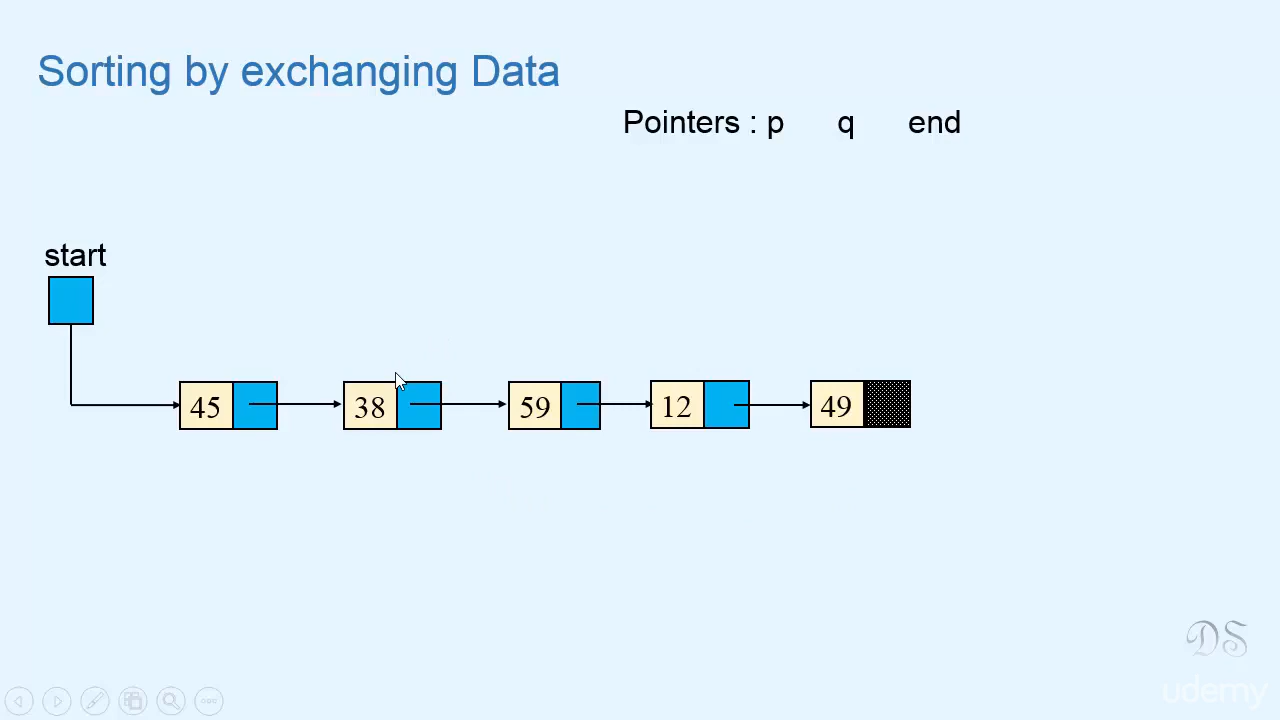 Sorting by exchanging Data
Pointers : p q end
start
45 38 59 12 49
DS
udemy